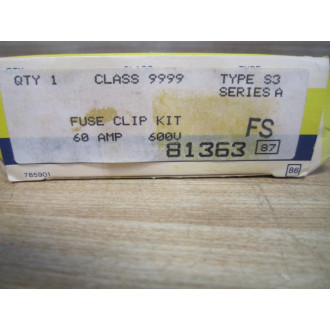 QTY 1 CLASS 9999 TYPE S3
SERIES A
FUSE CLIP KIT FS
60 AMP 600V
81363 87
785901 86